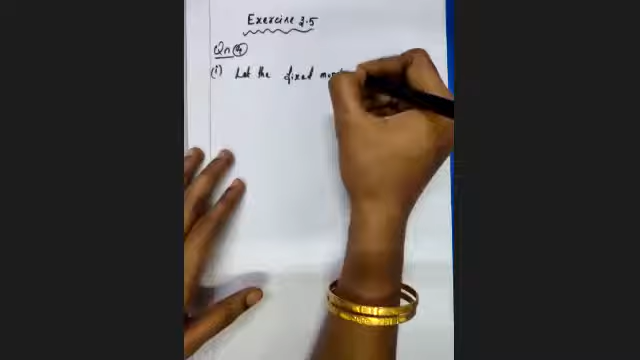 Exercise 3.5
Qn (4)
(i) Let the fixed